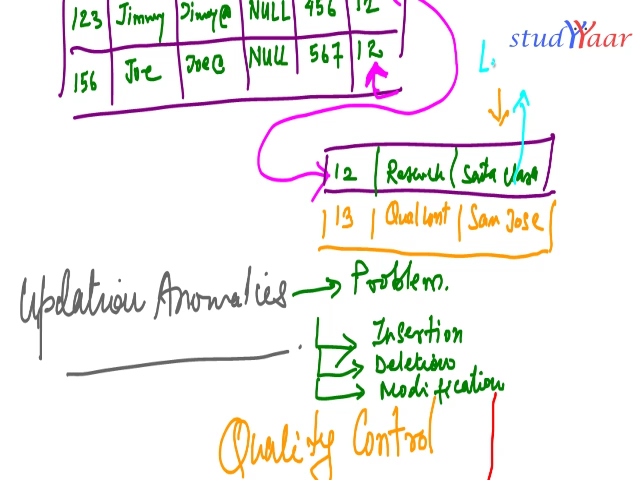 123 Jimmy Jimmy@ NULL 456 12
studYYaar
156 Joe Joe@ NULL 567 12
L
12 Research Santa Clara
13 Qual Cont San Jose
Updation Anomalies Problem.
Insertion
Deletion
Modification
Quality Control